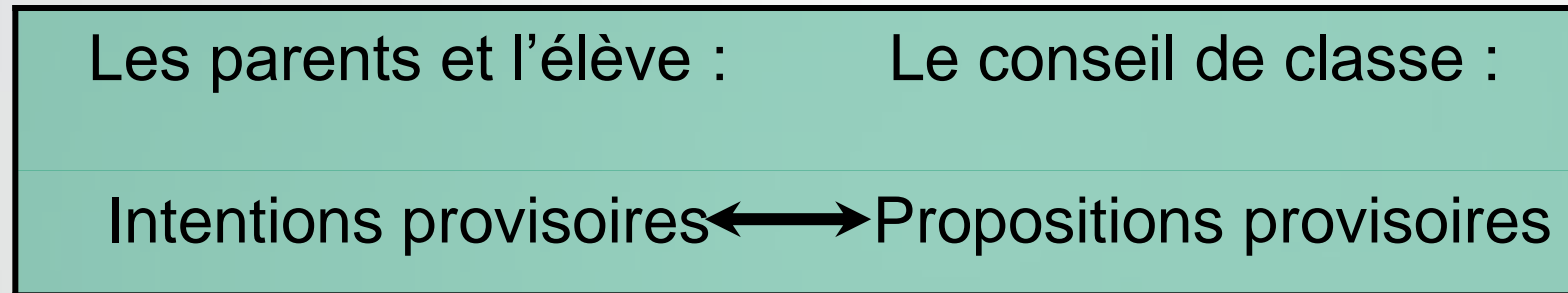 Les parents et l’élève : Le conseil de classe :
Intentions provisoires Propositions provisoires